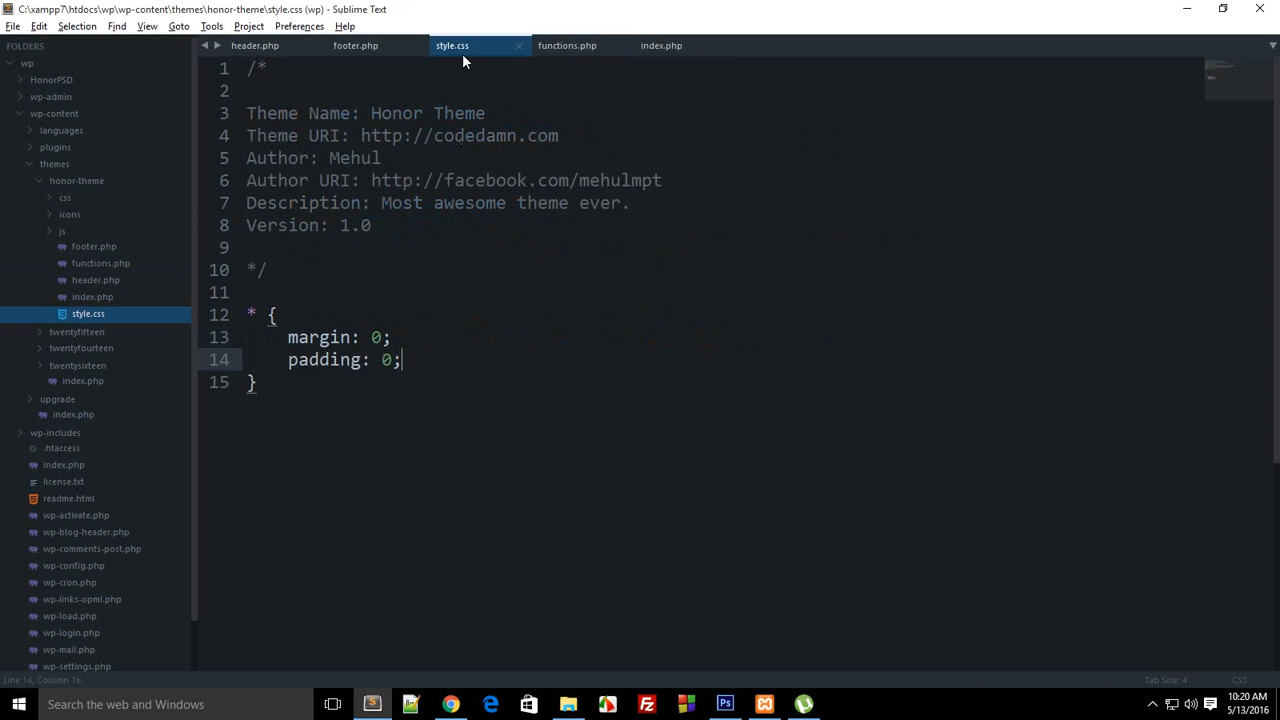 C:\xampp7\htdocs\wp\wp-content\themes\honor-theme\style.css (wp) - Sublime Text
File Edit Selection Find View Goto Tools Project Preferences Help
FOLDERS
wp
HonorPSD
wp-admin
wp-content
languages
plugins
themes
honor-theme
css
icons
js
footer.php
functions.php
header.php
index.php
style.css
twentyfifteen
twentyfourteen
twentysixteen
index.php
upgrade
index.php
wp-includes
.htaccess
index.php
license.txt
readme.html
wp-activate.php
wp-blog-header.php
wp-comments-post.php
wp-config.php
wp-cron.php
wp-links-opml.php
wp-load.php
wp-login.php
wp-mail.php
wp-settings.php
header.php footer.php style.css functions.php index.php
1 /*
2
3 Theme Name: Honor Theme
4 Theme URI: http://codedamn.com
5 Author: Mehul
6 Author URI: http://facebook.com/mehulmpt
7 Description: Most awesome theme ever.
8 Version: 1.0
9
10 */
11
12 * {
13 margin: 0;
14 padding: 0;
15 }
Line 14, Column 16 Tab Size: 4 CSS
Search the web and Windows
Ps
10:20 AM
5/13/2016